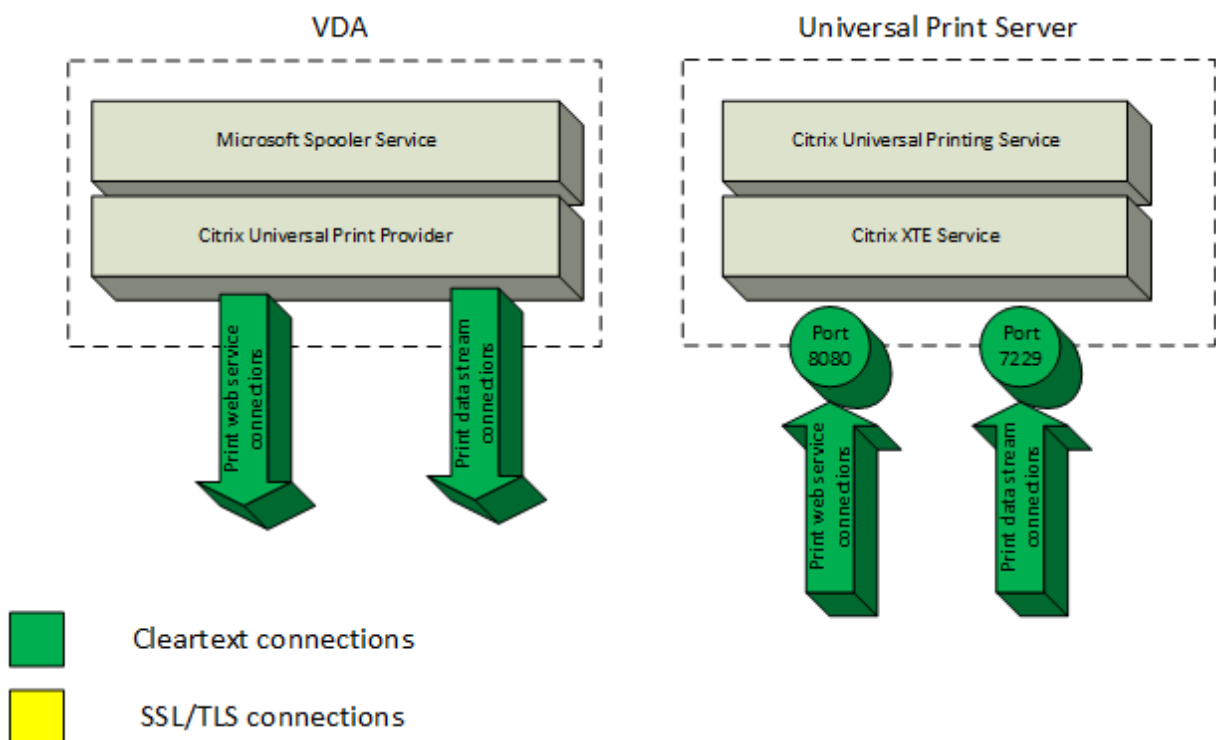 VDA
Universal Print Server
Microsoft Spooler Service
Citrix Universal Print Provider
Citrix Universal Printing Service
Citrix XTE Service
Print web service
connections
Print data stream
connections
Port
8080
Port
7229
Print web service
connections
Print data stream
connections
Cleartext connections
SSL/TLS connections